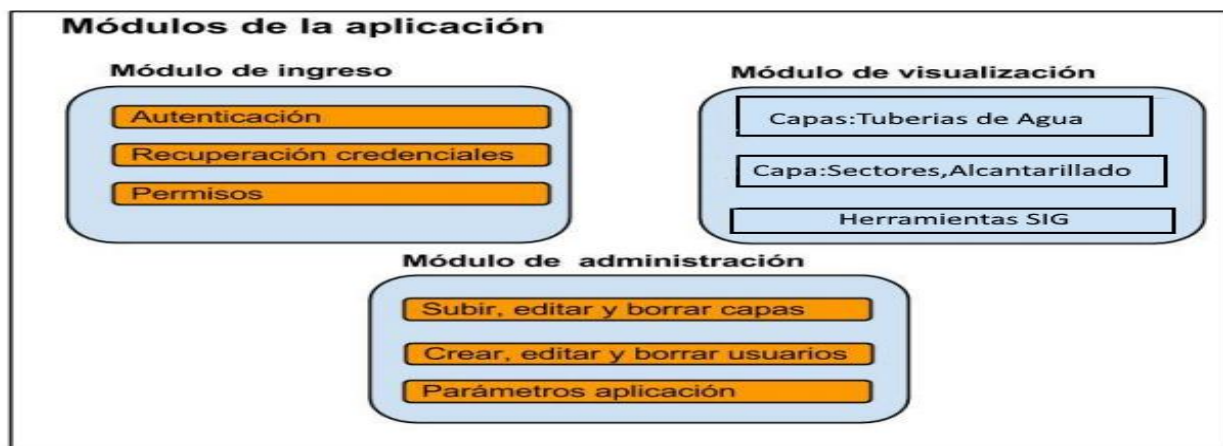 Módulos de la aplicación
Módulo de ingreso
Autenticación
Recuperación credenciales
Permisos
Módulo de visualización
Capas:Tuberias de Agua
Capa:Sectores,Alcantarillado
Herramientas SIG
Módulo de administración
Subir, editar y borrar capas
Crear, editar y borrar usuarios
Parámetros aplicación